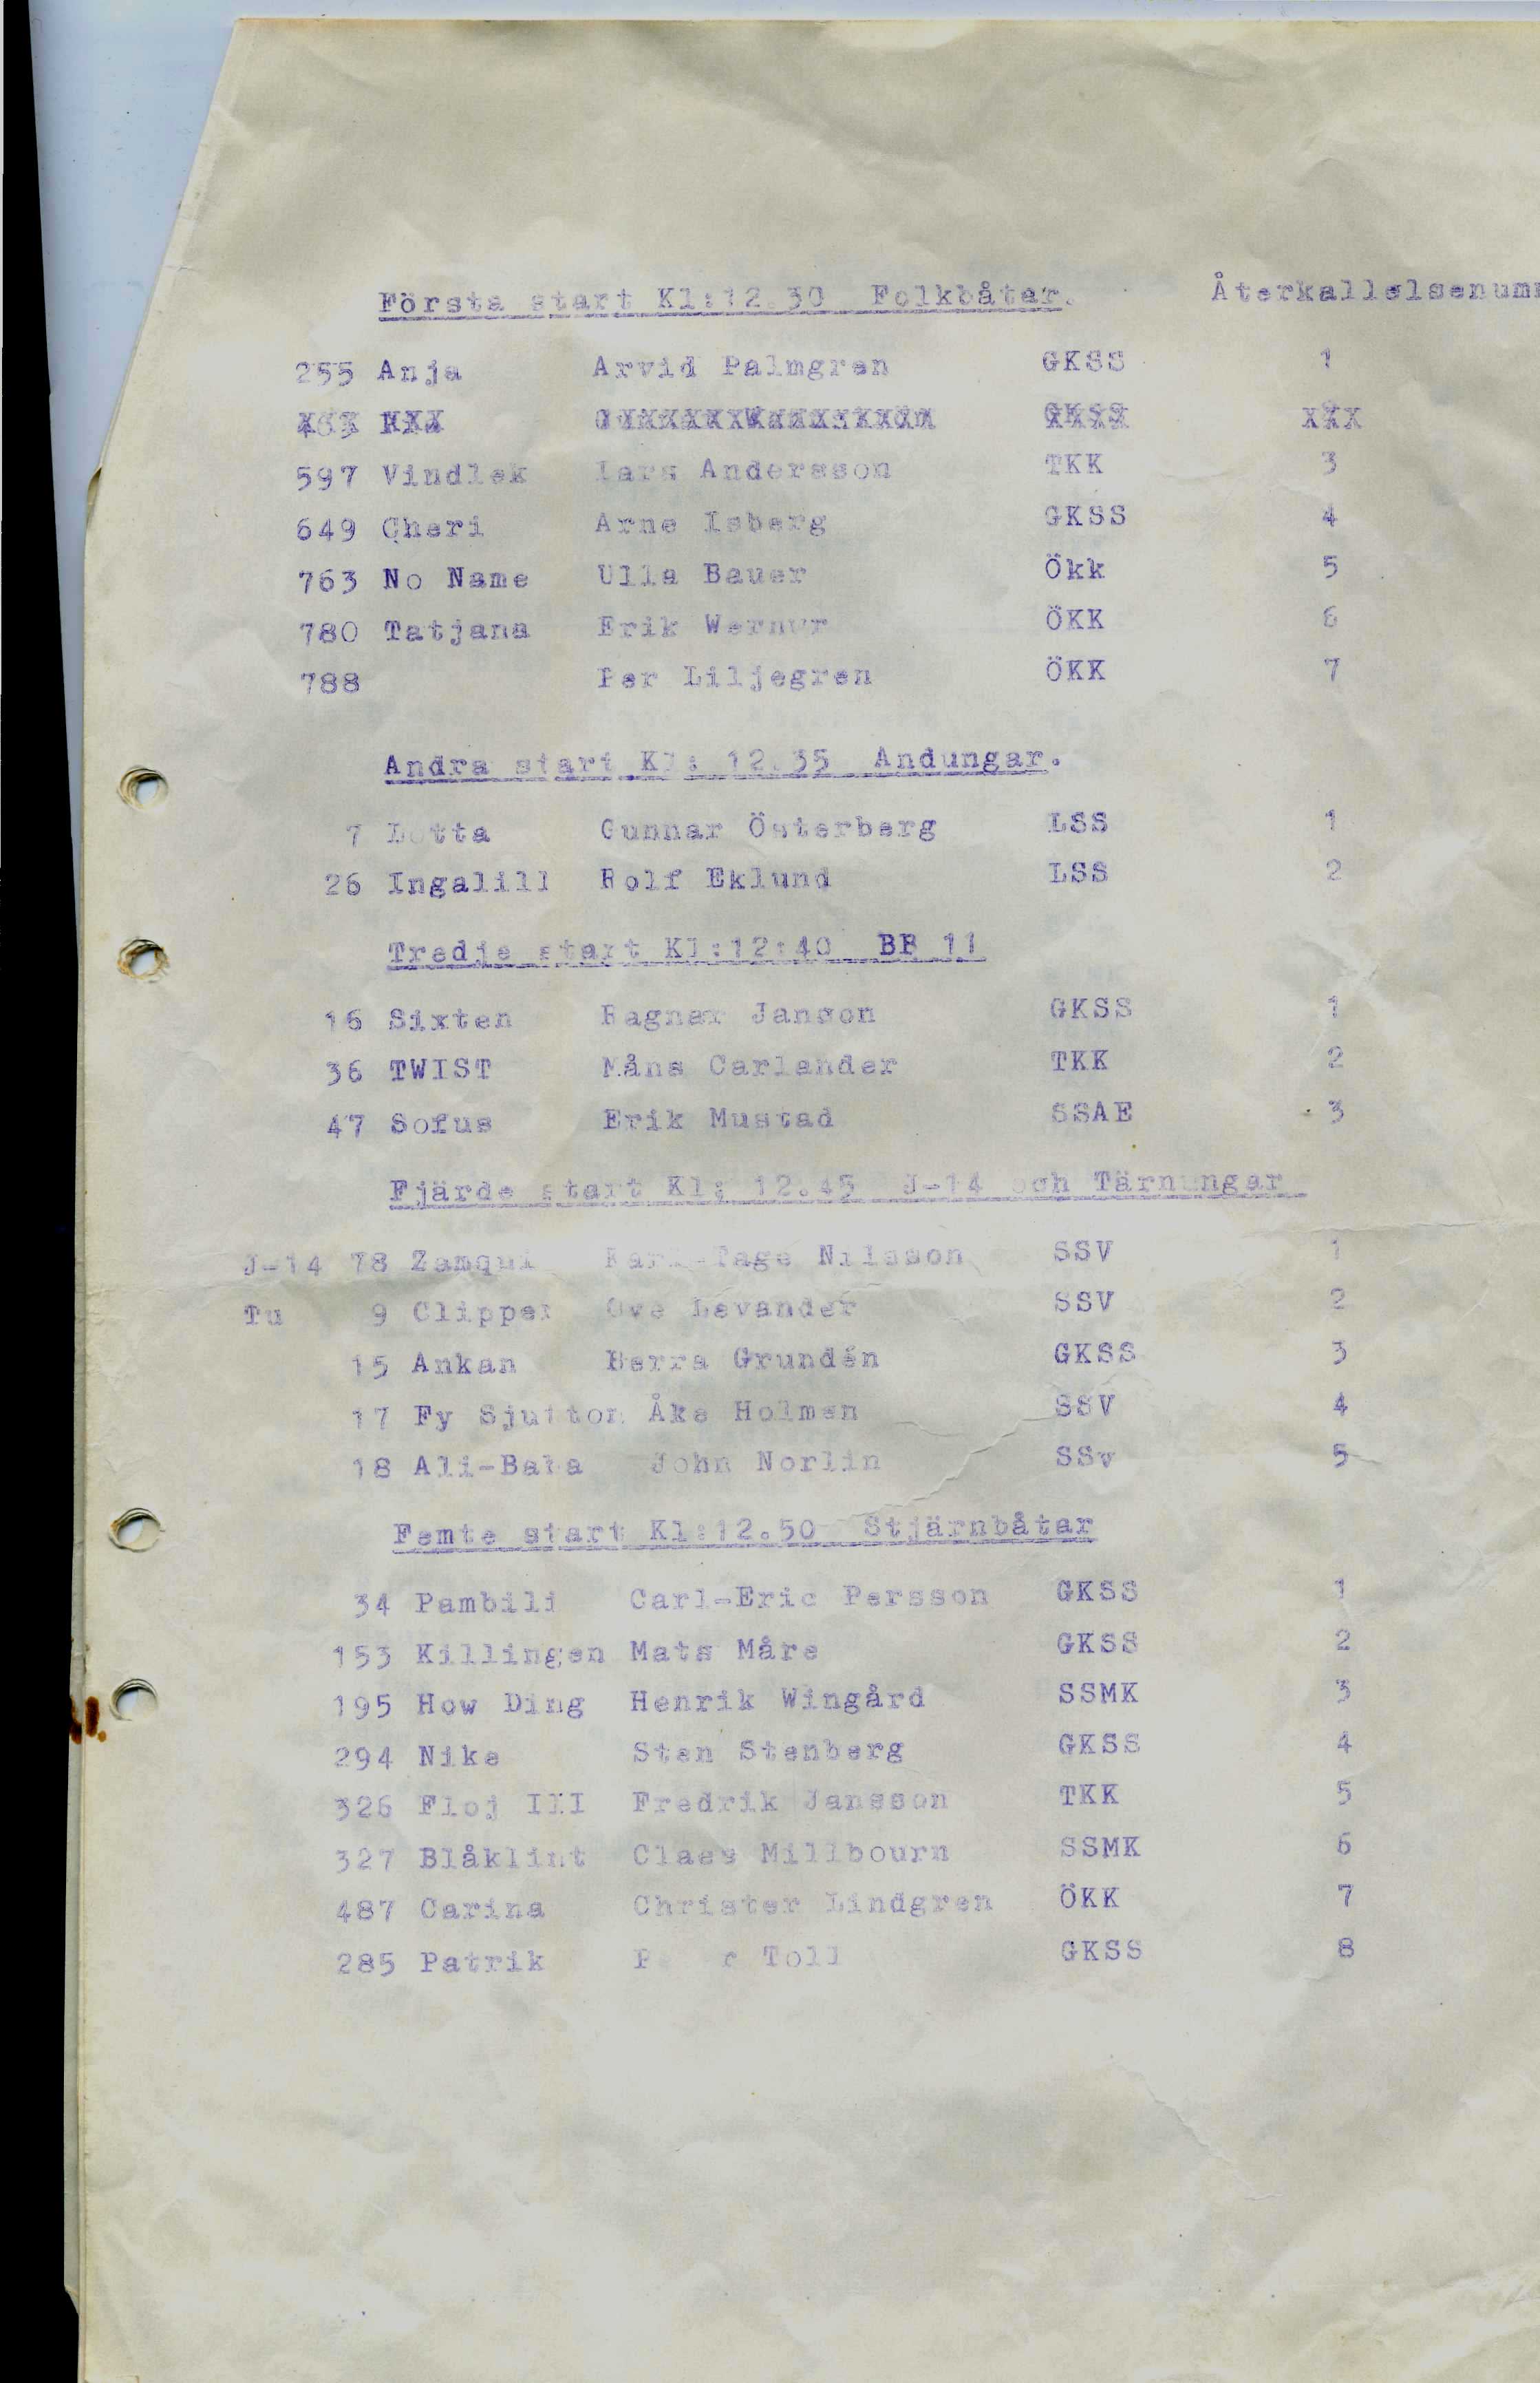 Första start Kl:12.30 Folkbåtar. Återkallelsenum
255 Anja Arvid Palmgren GKSS 1
597 Vindlek Lars Andersson TKK 3
649 Cheri Arne Isberg GKSS 4
763 No Name Ulla Bauer Ökk 5
780 Tatjana Erik Werner ÖKK 6
788 Per Liljegren ÖKK 7
Andra start Kl: 12.35 Andungar.
7 Lotta Gunnar Österberg LSS 1
26 Ingalill Rolf Eklund LSS 2
Tredje start Kl:12:40 BB 11
16 Sixten Ragnar Janson GKSS 1
36 TWIST Måns Carlander TKK 2
47 Sofus Erik Mustad SSAE 3
Fjärde start Kl: 12.45 J-14 och Tärnungar
J-14 78 Zamqui Karl-Tage Nilsson SSV 1
Tu 9 Clipper Ove Levander SSV 2
15 Ankan Berra Grundén GKSS 3
17 Fy Sjutton Åke Holmen SSV 4
18 Ali-Baba John Norlin SSv 5
Femte start Kl:12.50 Stjärnbåtar
34 Pambili Carl-Eric Persson GKSS 1
153 Killingen Mats Måre GKSS 2
195 How Ding Henrik Wingård SSMK 3
294 Nike Sten Stenberg GKSS 4
326 Floj III Fredrik Jansson TKK 5
327 Blåklint Claes Millbourn SSMK 6
487 Carina Christer Lindgren ÖKK 7
285 Patrik Toll GKSS 8